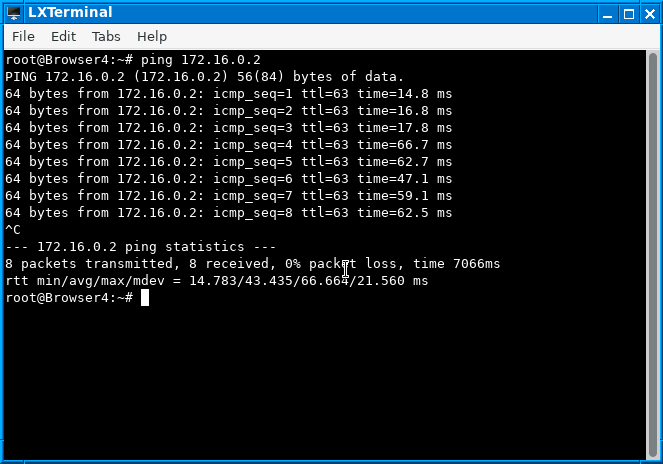 LXTerminal
File Edit Tabs Help
root@Browser4:~# ping 172.16.0.2
PING 172.16.0.2 (172.16.0.2) 56(84) bytes of data.
64 bytes from 172.16.0.2: icmp_seq=1 ttl=63 time=14.8 ms
64 bytes from 172.16.0.2: icmp_seq=2 ttl=63 time=16.8 ms
64 bytes from 172.16.0.2: icmp_seq=3 ttl=63 time=17.8 ms
64 bytes from 172.16.0.2: icmp_seq=4 ttl=63 time=66.7 ms
64 bytes from 172.16.0.2: icmp_seq=5 ttl=63 time=62.7 ms
64 bytes from 172.16.0.2: icmp_seq=6 ttl=63 time=47.1 ms
64 bytes from 172.16.0.2: icmp_seq=7 ttl=63 time=59.1 ms
64 bytes from 172.16.0.2: icmp_seq=8 ttl=63 time=62.5 ms
^C
--- 172.16.0.2 ping statistics ---
8 packets transmitted, 8 received, 0% packet loss, time 7066ms
rtt min/avg/max/mdev = 14.783/43.435/66.664/21.560 ms
root@Browser4:~#